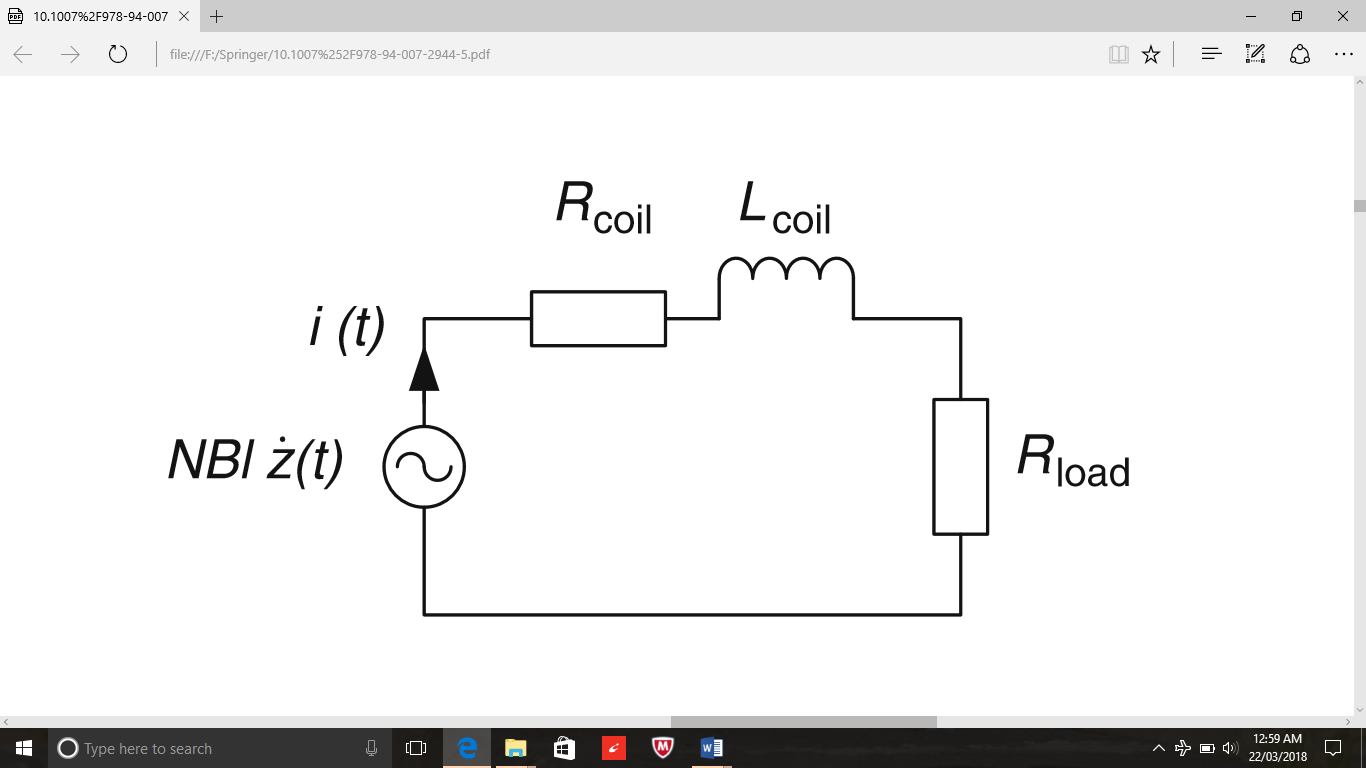 10.1007%2F978-94-007
file:///F:/Springer/10.1007%252F978-94-007-2944-5.pdf
R coil
L coil
i (t)
NBl ż(t)
R load
Type here to search
12:59 AM
22/03/2018